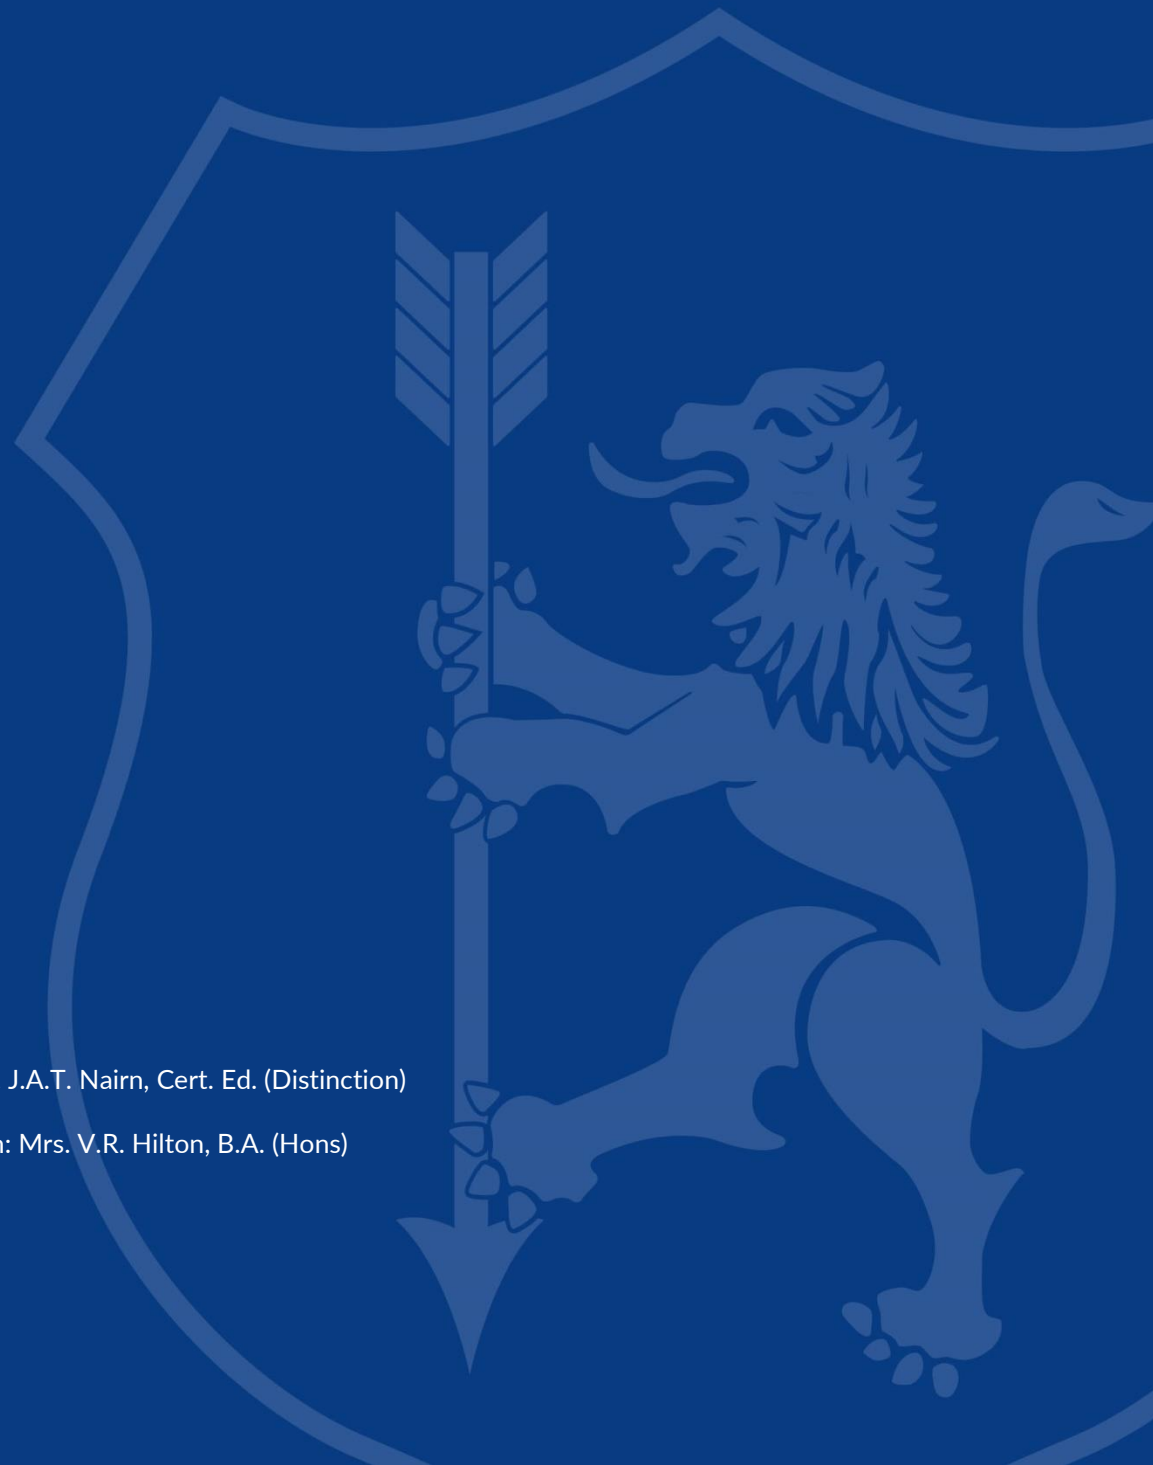 J.A.T. Nairn, Cert. Ed. (Distinction)
: Mrs. V.R. Hilton, B.A. (Hons)